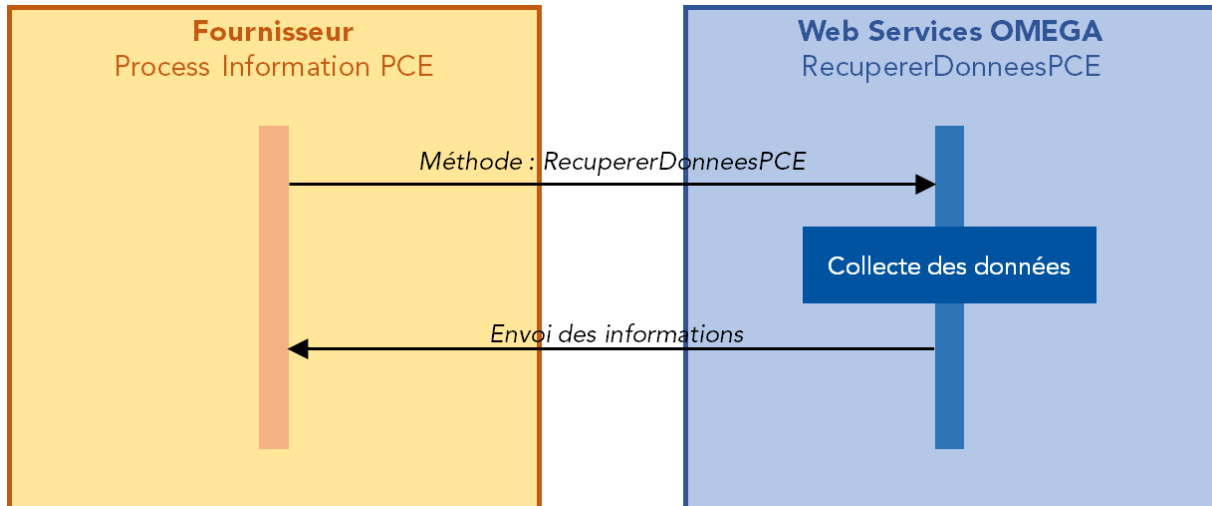 Fournisseur
Process Information PCE
Web Services OMEGA
RecupererDonneesPCE
Méthode : RecupererDonneesPCE
Collecte des données
Envoi des informations